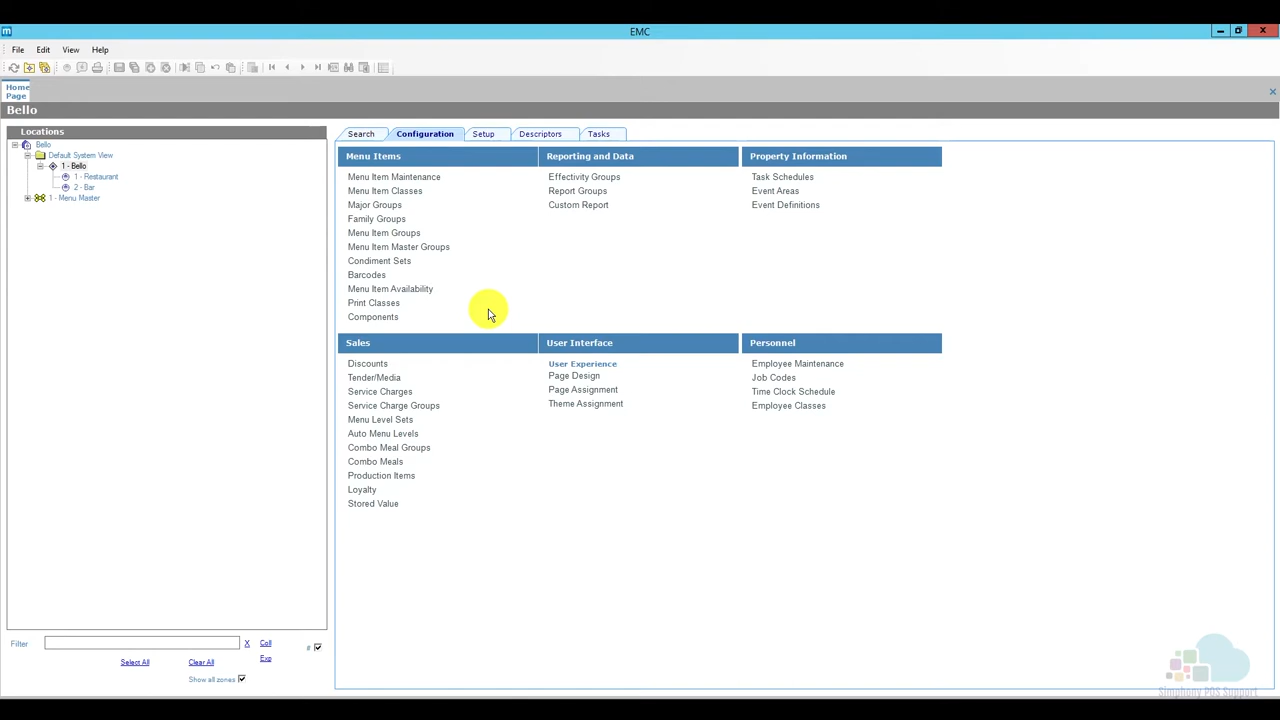 EMC
File Edit View Help
Home
Page
Bello
Locations
Bello
Default System View
1 - Bello
1 - Restaurant
2 - Bar
1 - Menu Master
Filter
X
Coll
Exp
#
Select All
Clear All
Show all zones
Search Configuration Setup Descriptors Tasks
Menu Items
Menu Item Maintenance
Menu Item Classes
Major Groups
Family Groups
Menu Item Groups
Menu Item Master Groups
Condiment Sets
Barcodes
Menu Item Availability
Print Classes
Components
Reporting and Data
Effectivity Groups
Report Groups
Custom Report
Property Information
Task Schedules
Event Areas
Event Definitions
Sales
Discounts
Tender/Media
Service Charges
Service Charge Groups
Menu Level Sets
Auto Menu Levels
Combo Meal Groups
Combo Meals
Production Items
Loyalty
Stored Value
User Interface
User Experience
Page Design
Page Assignment
Theme Assignment
Personnel
Employee Maintenance
Job Codes
Time Clock Schedule
Employee Classes
Simphony POS Support